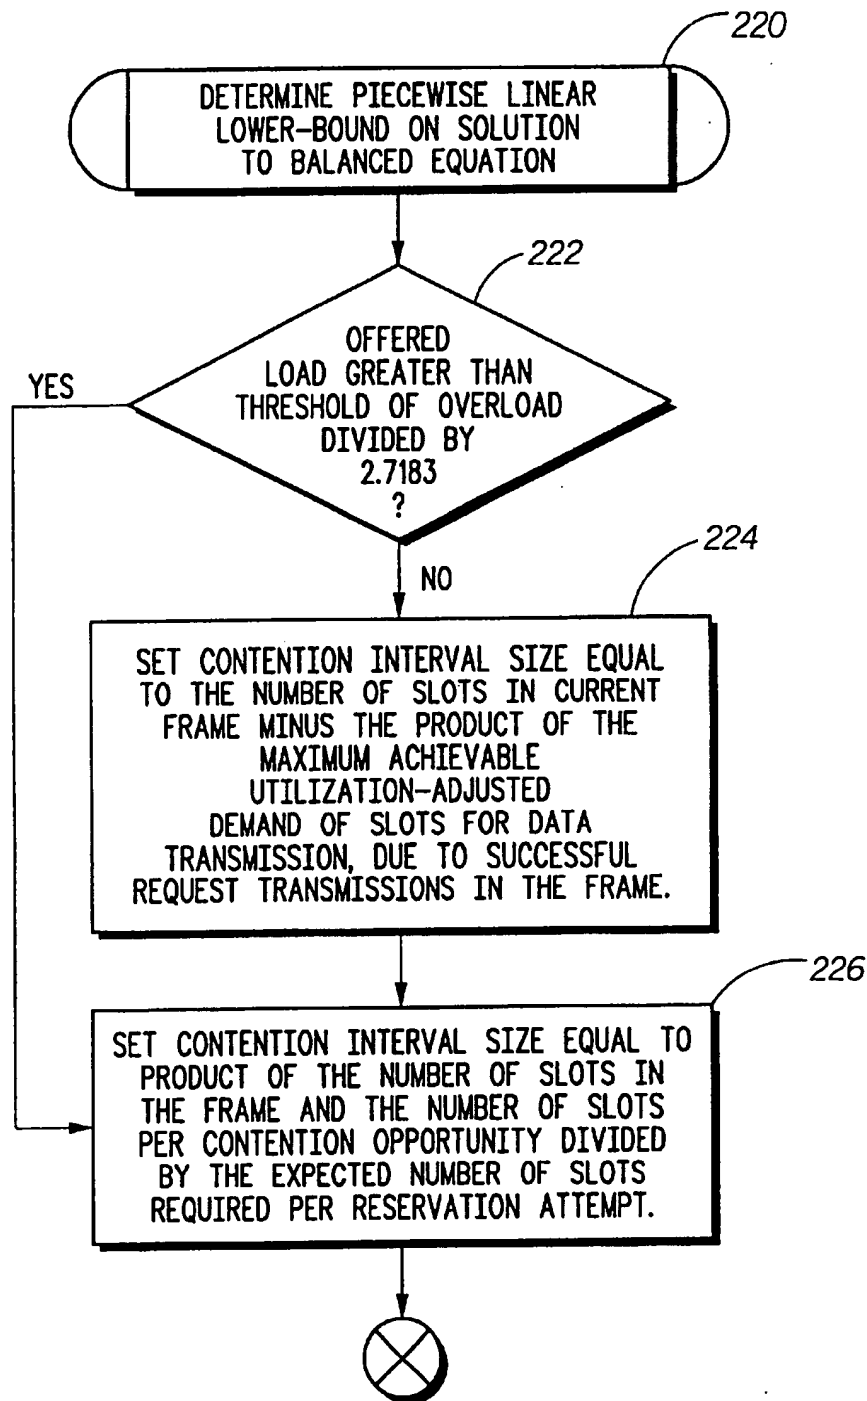 220
DETERMINE PIECEWISE LINEAR
LOWER-BOUND ON SOLUTION
TO BALANCED EQUATION
222
OFFERED
LOAD GREATER THAN
THRESHOLD OF OVERLOAD
DIVIDED BY
2.7183
?
YES
NO
224
SET CONTENTION INTERVAL SIZE EQUAL
TO THE NUMBER OF SLOTS IN CURRENT
FRAME MINUS THE PRODUCT OF THE
MAXIMUM ACHIEVABLE
UTILIZATION-ADJUSTED
DEMAND OF SLOTS FOR DATA
TRANSMISSION, DUE TO SUCCESSFUL
REQUEST TRANSMISSIONS IN THE FRAME.
226
SET CONTENTION INTERVAL SIZE EQUAL TO
PRODUCT OF THE NUMBER OF SLOTS IN
THE FRAME AND THE NUMBER OF SLOTS
PER CONTENTION OPPORTUNITY DIVIDED
BY THE EXPECTED NUMBER OF SLOTS
REQUIRED PER RESERVATION ATTEMPT.